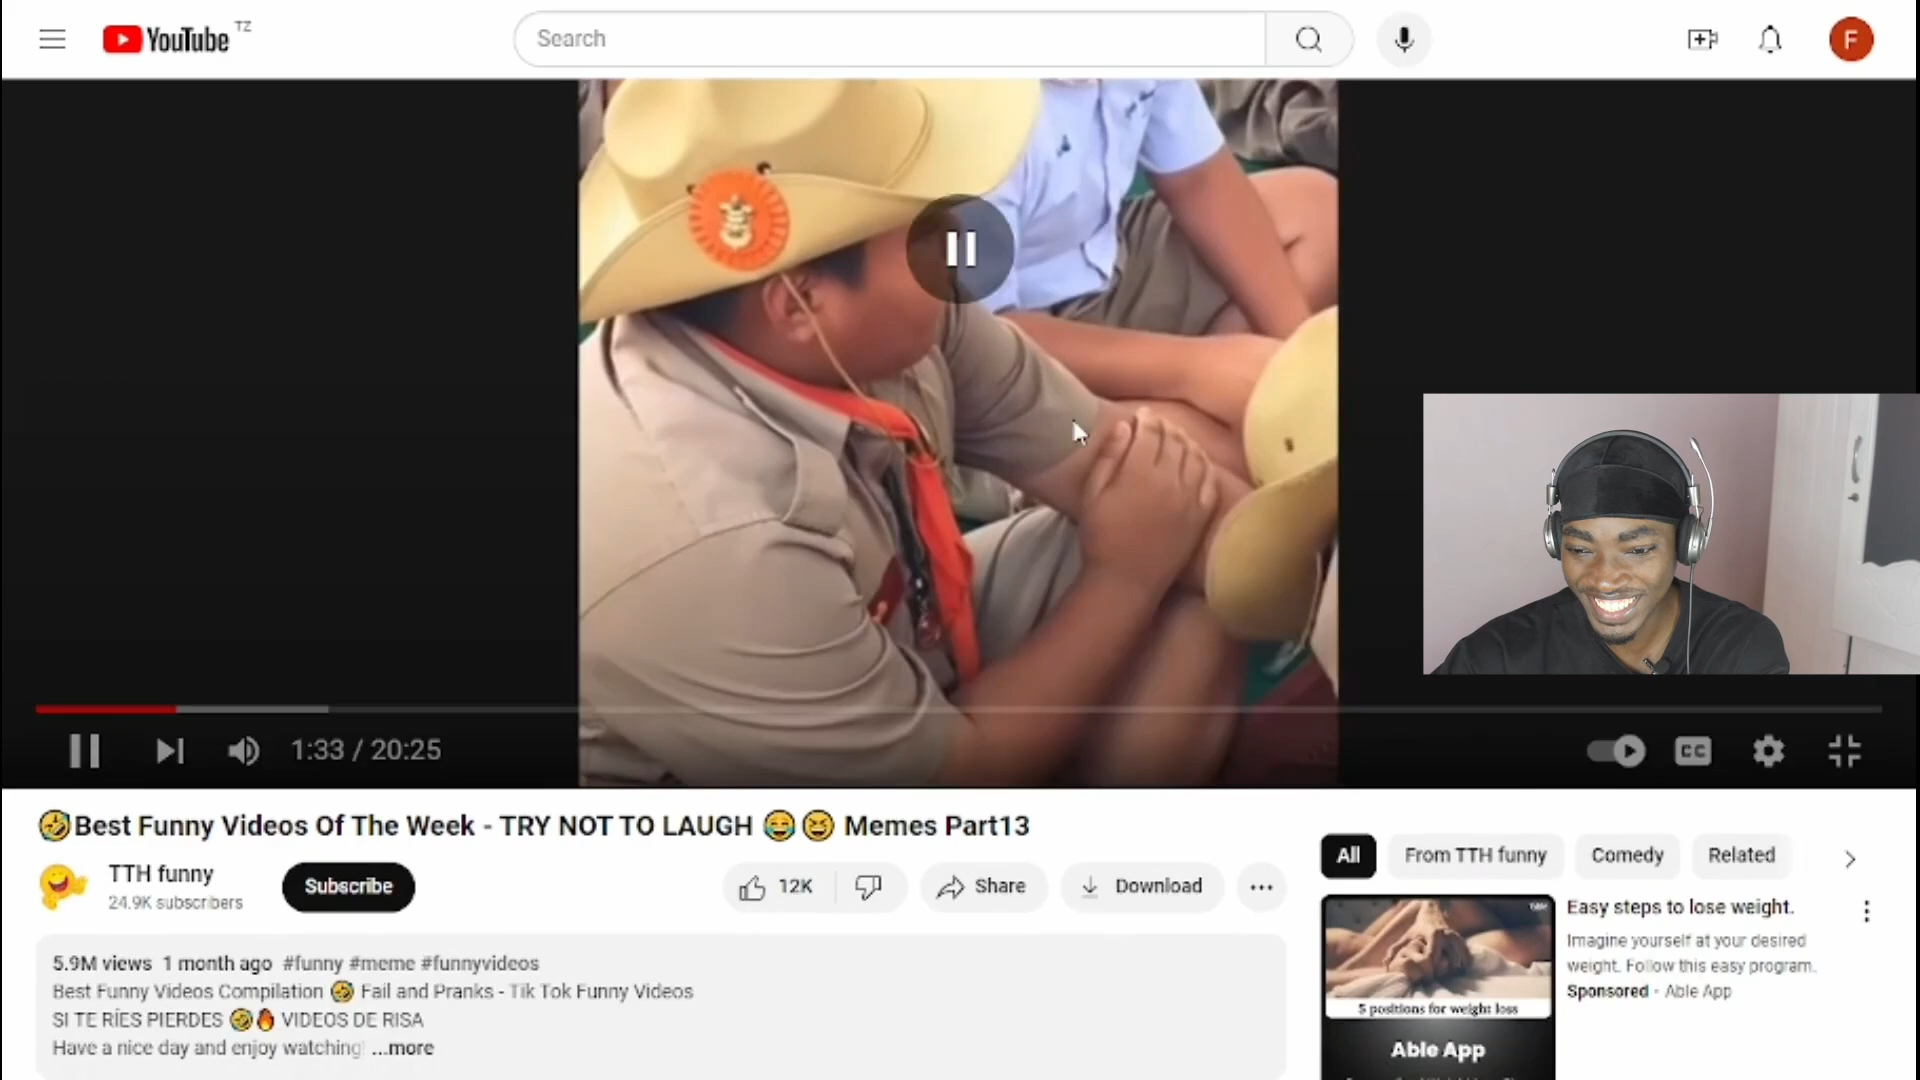 YouTube TZ
Search
F
1:33 / 20:25
CC
🤣Best Funny Videos Of The Week - TRY NOT TO LAUGH 😂😆 Memes Part13
TTH funny
24.9K subscribers
Subscribe
12K
Share
Download
5.9M views 1 month ago #funny #meme #funnyvideos
Best Funny Videos Compilation 🤣 Fail and Pranks - Tik Tok Funny Videos
SI TE RÍES PIERDES 🤣🔥 VIDEOS DE RISA
Have a nice day and enjoy watching ...more
All
From TTH funny
Comedy
Related
5 positions for weight loss
Able App
Easy steps to lose weight.
Imagine yourself at your desired
weight. Follow this easy program.
Sponsored - Able App